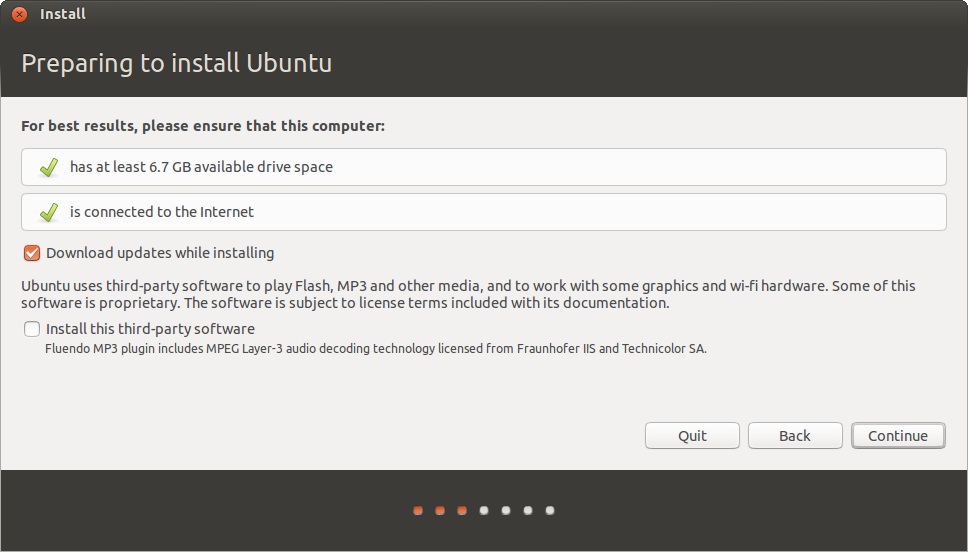 Install
Preparing to install Ubuntu
For best results, please ensure that this computer:
has at least 6.7 GB available drive space
is connected to the Internet
Download updates while installing
Ubuntu uses third-party software to play Flash, MP3 and other media, and to work with some graphics and wi-fi hardware. Some of this
software is proprietary. The software is subject to license terms included with its documentation.
Install this third-party software
Fluendo MP3 plugin includes MPEG Layer-3 audio decoding technology licensed from Fraunhofer IIS and Technicolor SA.
Quit Back Continue